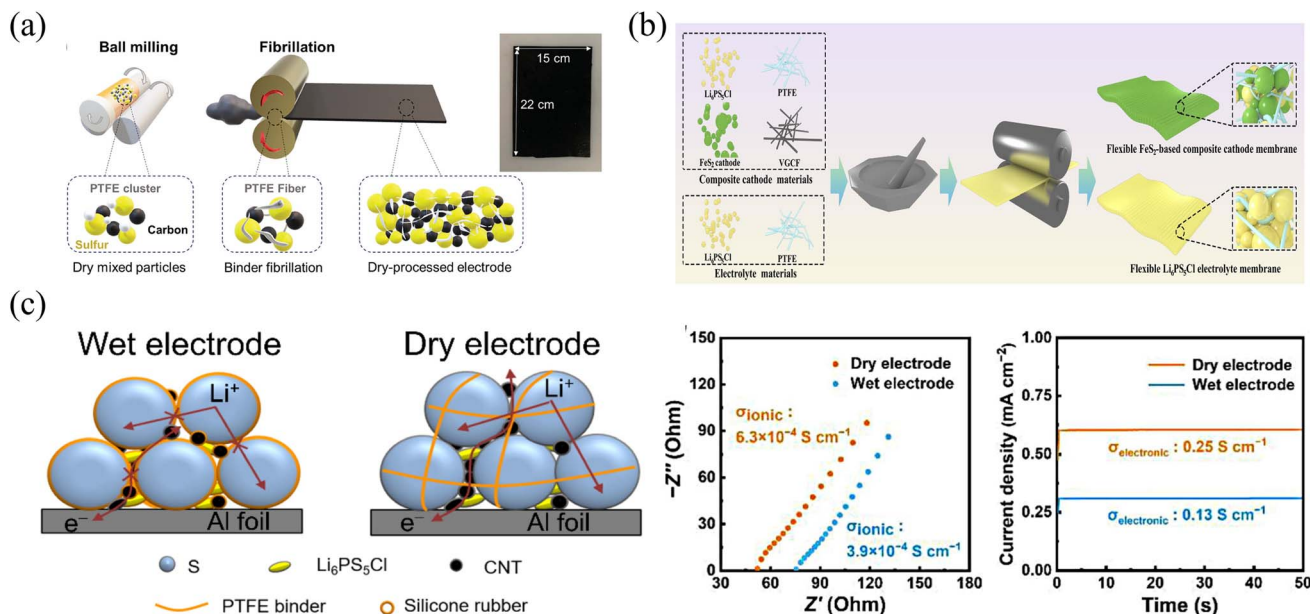 (a)
Ball milling
Fibrillation
15 cm
22 cm
PTFE cluster
Carbon
Sulfur
PTFE Fiber
Dry mixed particles
Binder fibrillation
Dry-processed electrode
(b)
Li₆PS₅Cl
PTFE
FeS₂ cathode
VGCF
Composite cathode materials
Li₆PS₅Cl
PTFE
Electrolyte materials
Flexible FeS₂-based composite cathode membrane
Flexible Li₆PS₅Cl electrolyte membrane
(c)
Wet electrode
Li⁺
e⁻
Al foil
Dry electrode
Li⁺
e⁻
Al foil
S
Li₆PS₅Cl
CNT
PTFE binder
Silicone rubber
150
120
90
60
30
0
−Z″ (Ohm)
Dry electrode
Wet electrode
σionic :
6.3×10⁻⁴ S cm⁻¹
σionic :
3.9×10⁻⁴ S cm⁻¹
30 60 90 120 150 180
Z′ (Ohm)
1.00
0.75
0.50
0.25
0.00
Current density (mA cm⁻²)
Dry electrode
Wet electrode
σelectronic : 0.25 S cm⁻¹
σelectronic : 0.13 S cm⁻¹
0 10 20 30 40 50
Time (s)